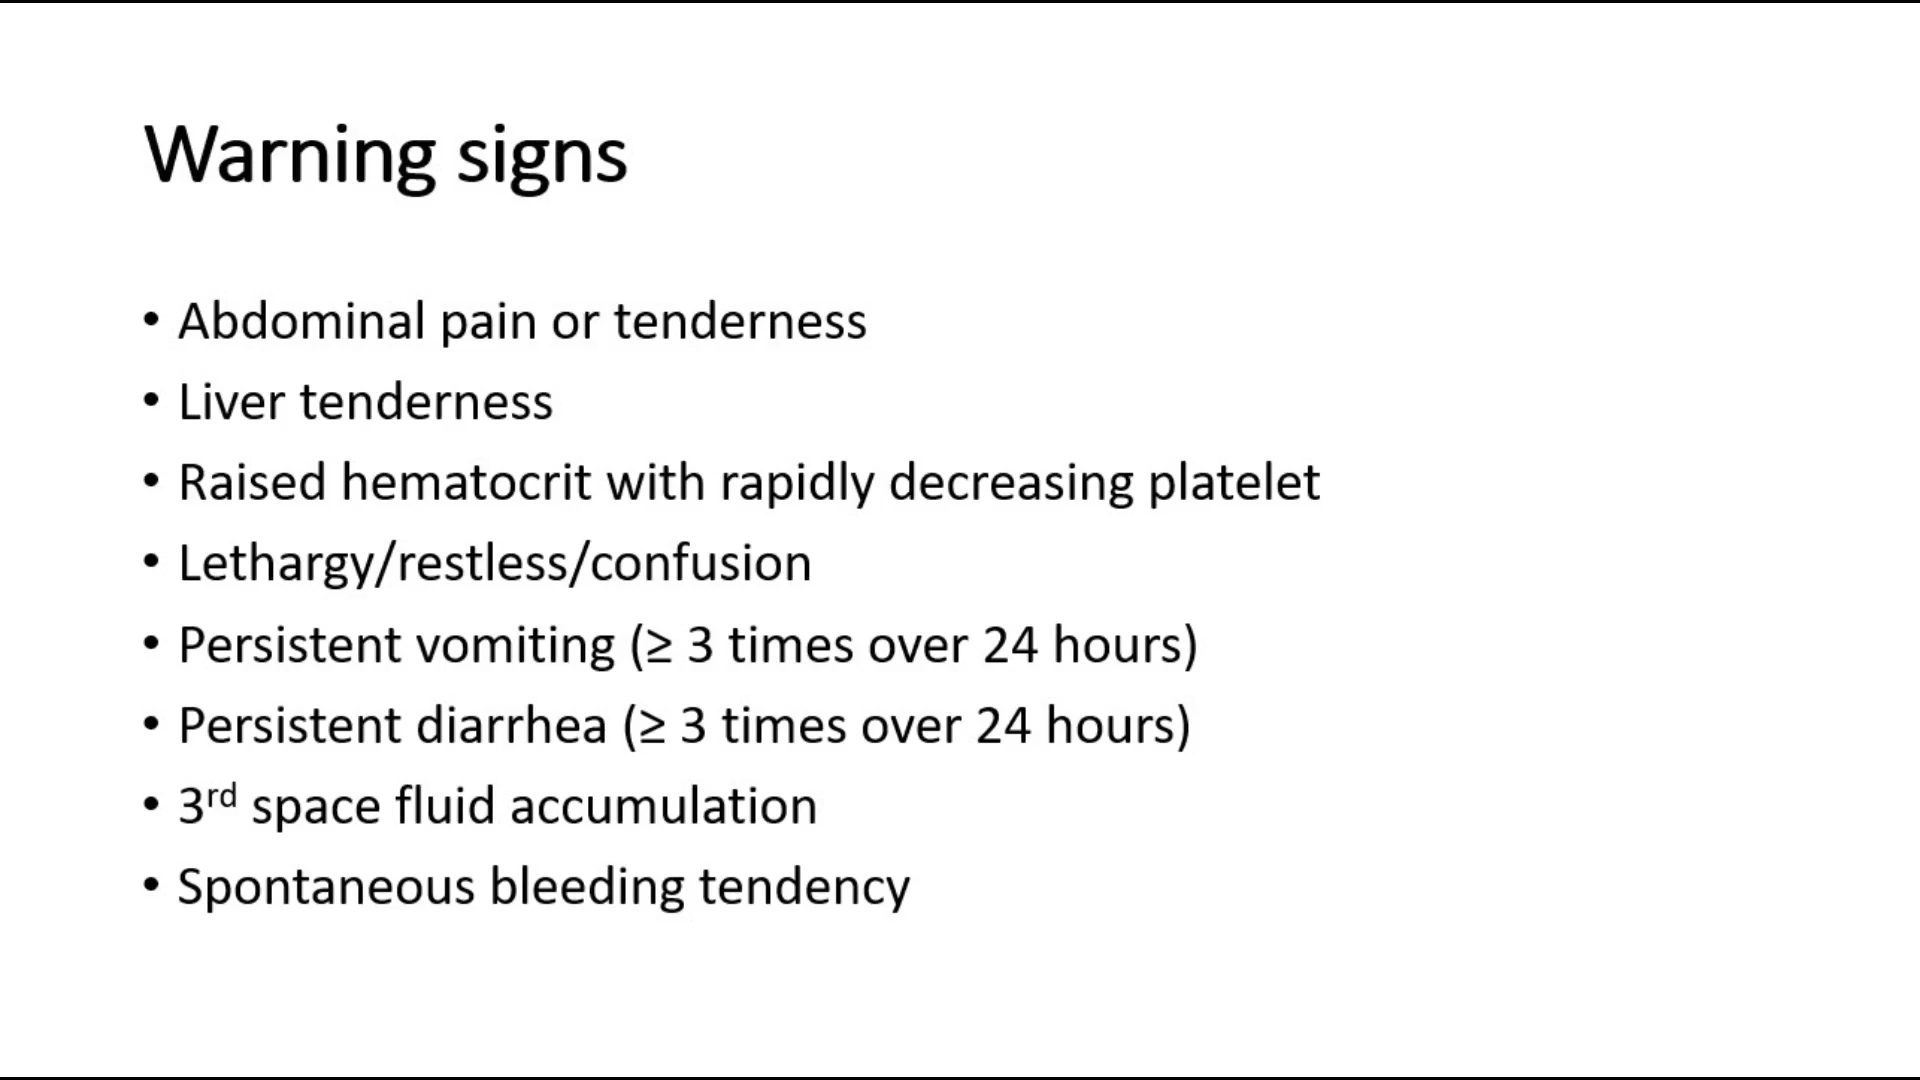 Warning signs
• Abdominal pain or tenderness
• Liver tenderness
• Raised hematocrit with rapidly decreasing platelet
• Lethargy/restless/confusion
• Persistent vomiting (≥ 3 times over 24 hours)
• Persistent diarrhea (≥ 3 times over 24 hours)
• 3rd space fluid accumulation
• Spontaneous bleeding tendency